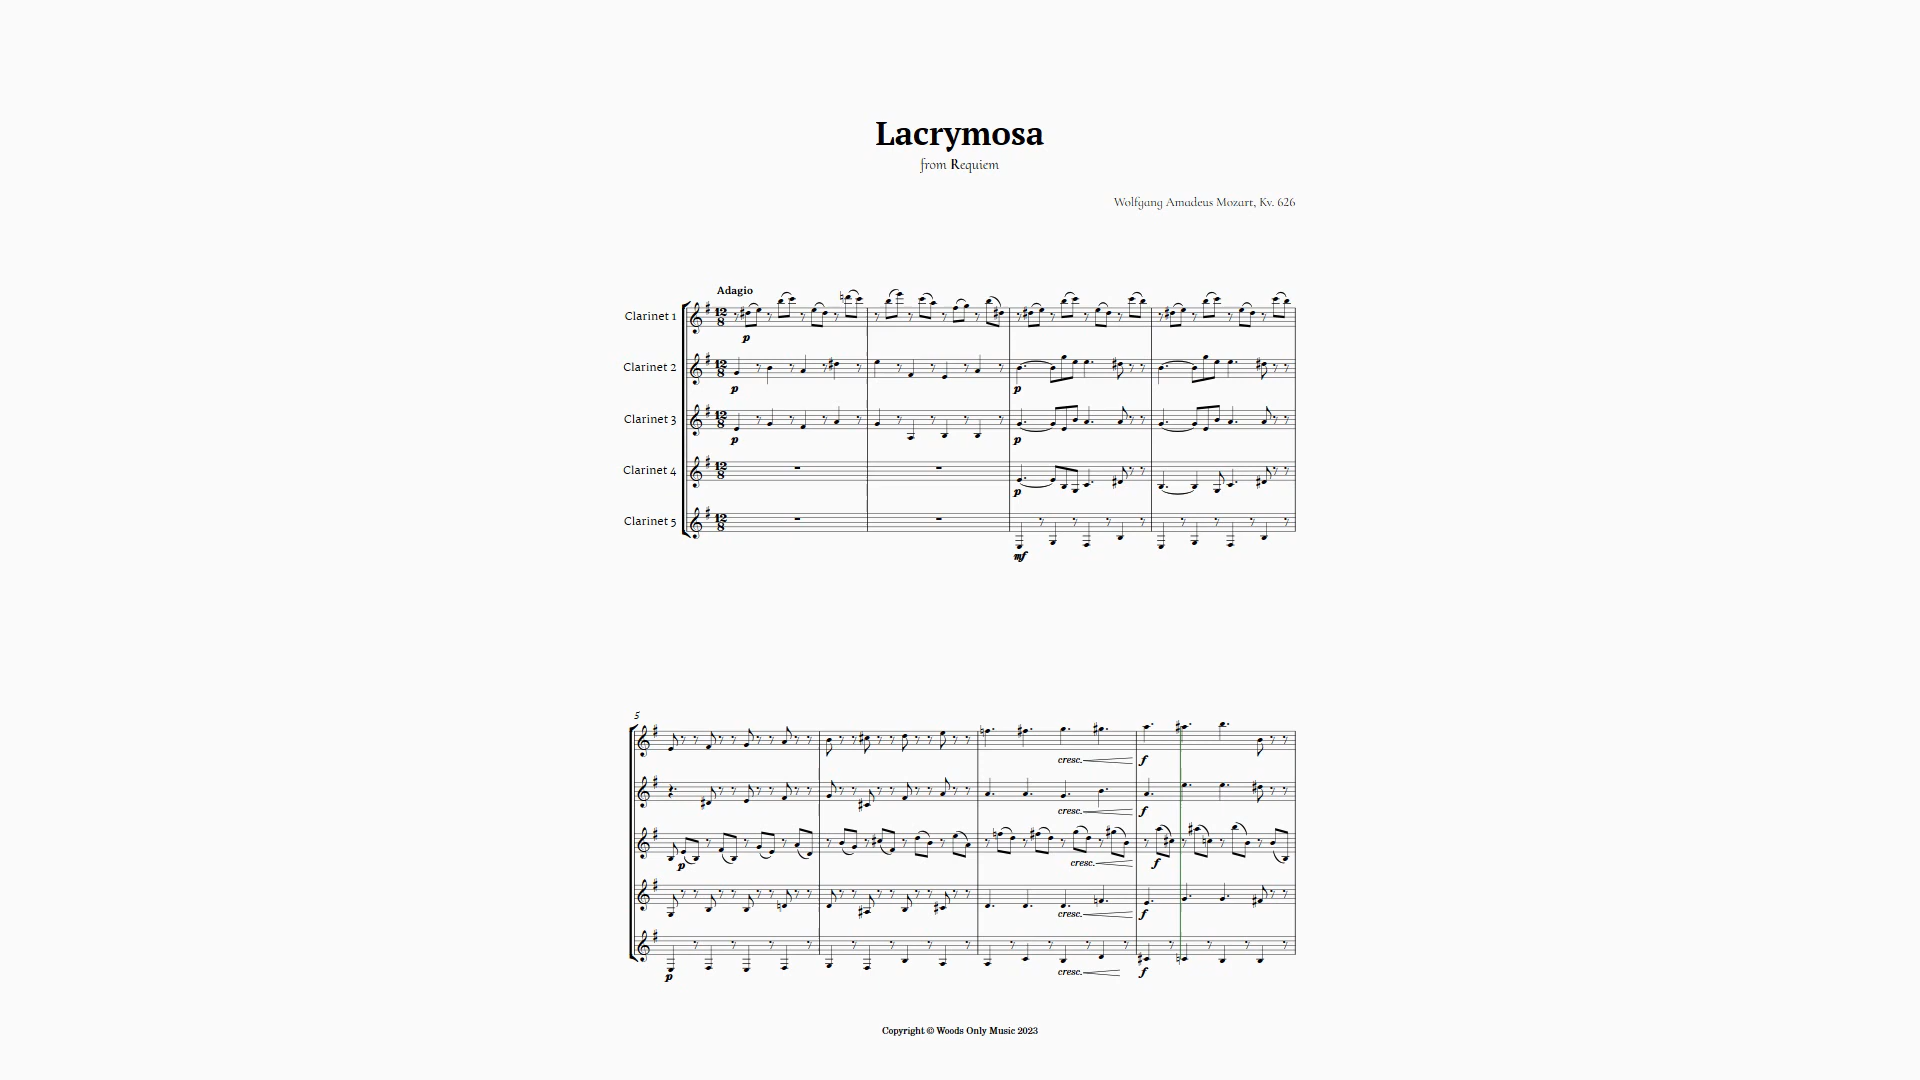 Lacrymosa
from Requiem
Wolfgang Amadeus Mozart, Kv. 626
Adagio
Clarinet 1
p
Clarinet 2
p
p
Clarinet 3
p
p
Clarinet 4
p
Clarinet 5
mf
5
cresc.
f
cresc.
f
p
cresc.
f
cresc.
f
p
cresc.
f
Copyright © Woods Only Music 2023